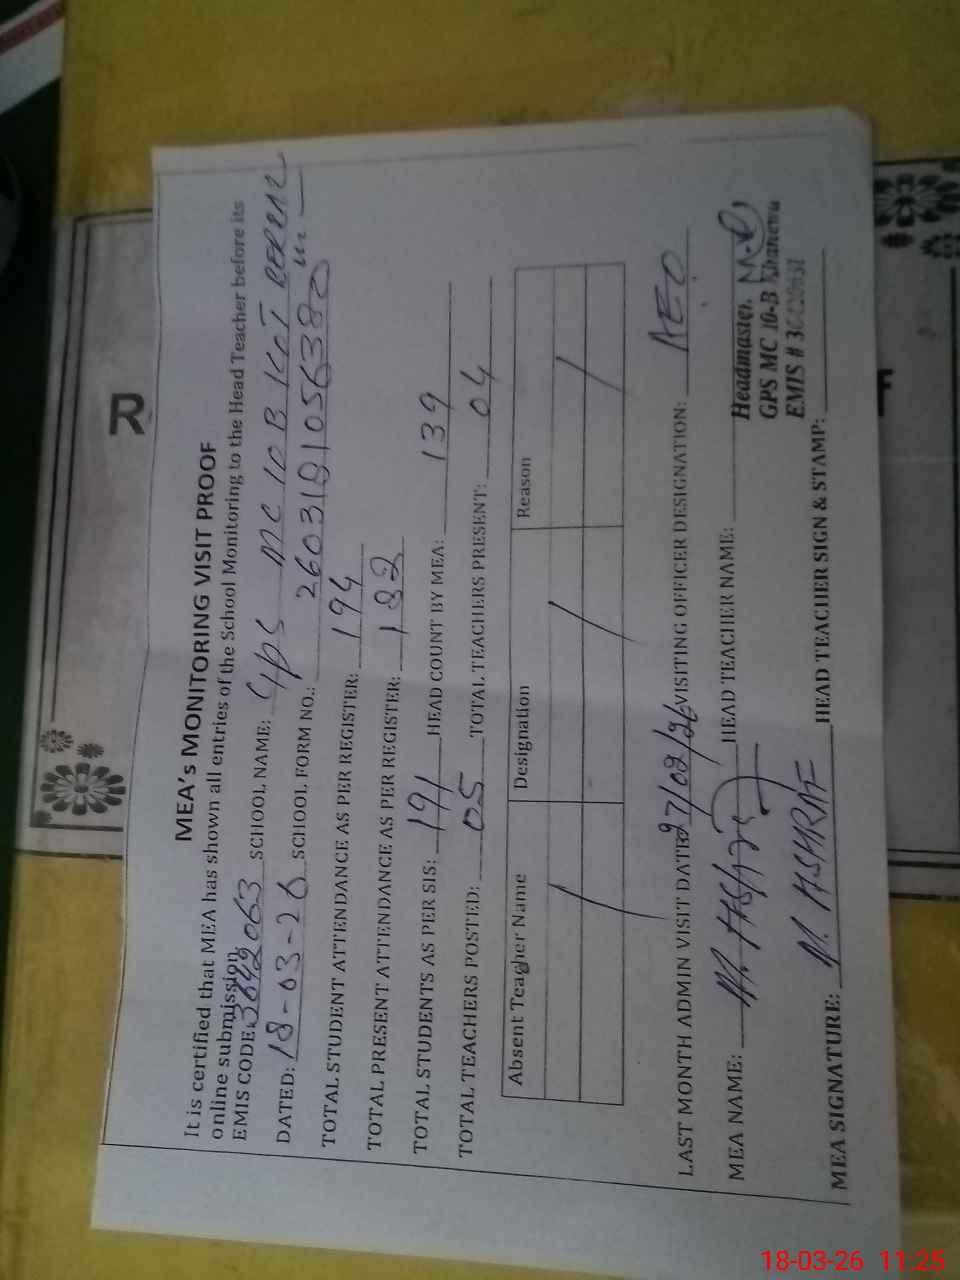 MEA's MONITORING VISIT PROOF
It is certified that MEA has shown all entries of the School Monitoring to the Head Teacher before its
online submission.
EMIS CODE: SCHOOL NAME: GPS MC 10 B KOT
DATED: 18-03-26 SCHOOL FORM NO.: 260318105638
TOTAL STUDENT ATTENDANCE AS PER REGISTER: 194
TOTAL PRESENT ATTENDANCE AS PER REGISTER: 182
TOTAL STUDENTS AS PER SIS: 191 HEAD COUNT BY MEA: 139
TOTAL TEACHERS POSTED: 05 TOTAL TEACHERS PRESENT: 04
Absent Teacher Name Designation Reason
LAST MONTH ADMIN VISIT DATE: 27/02/26 VISITING OFFICER DESIGNATION: AEO
MEA NAME: M. HEAD TEACHER NAME:
Headmaster.
GPS MC 10-B
EMIS #
MEA SIGNATURE: M. ASHRAF HEAD TEACHER SIGN & STAMP:
R
18-03-26 11:25